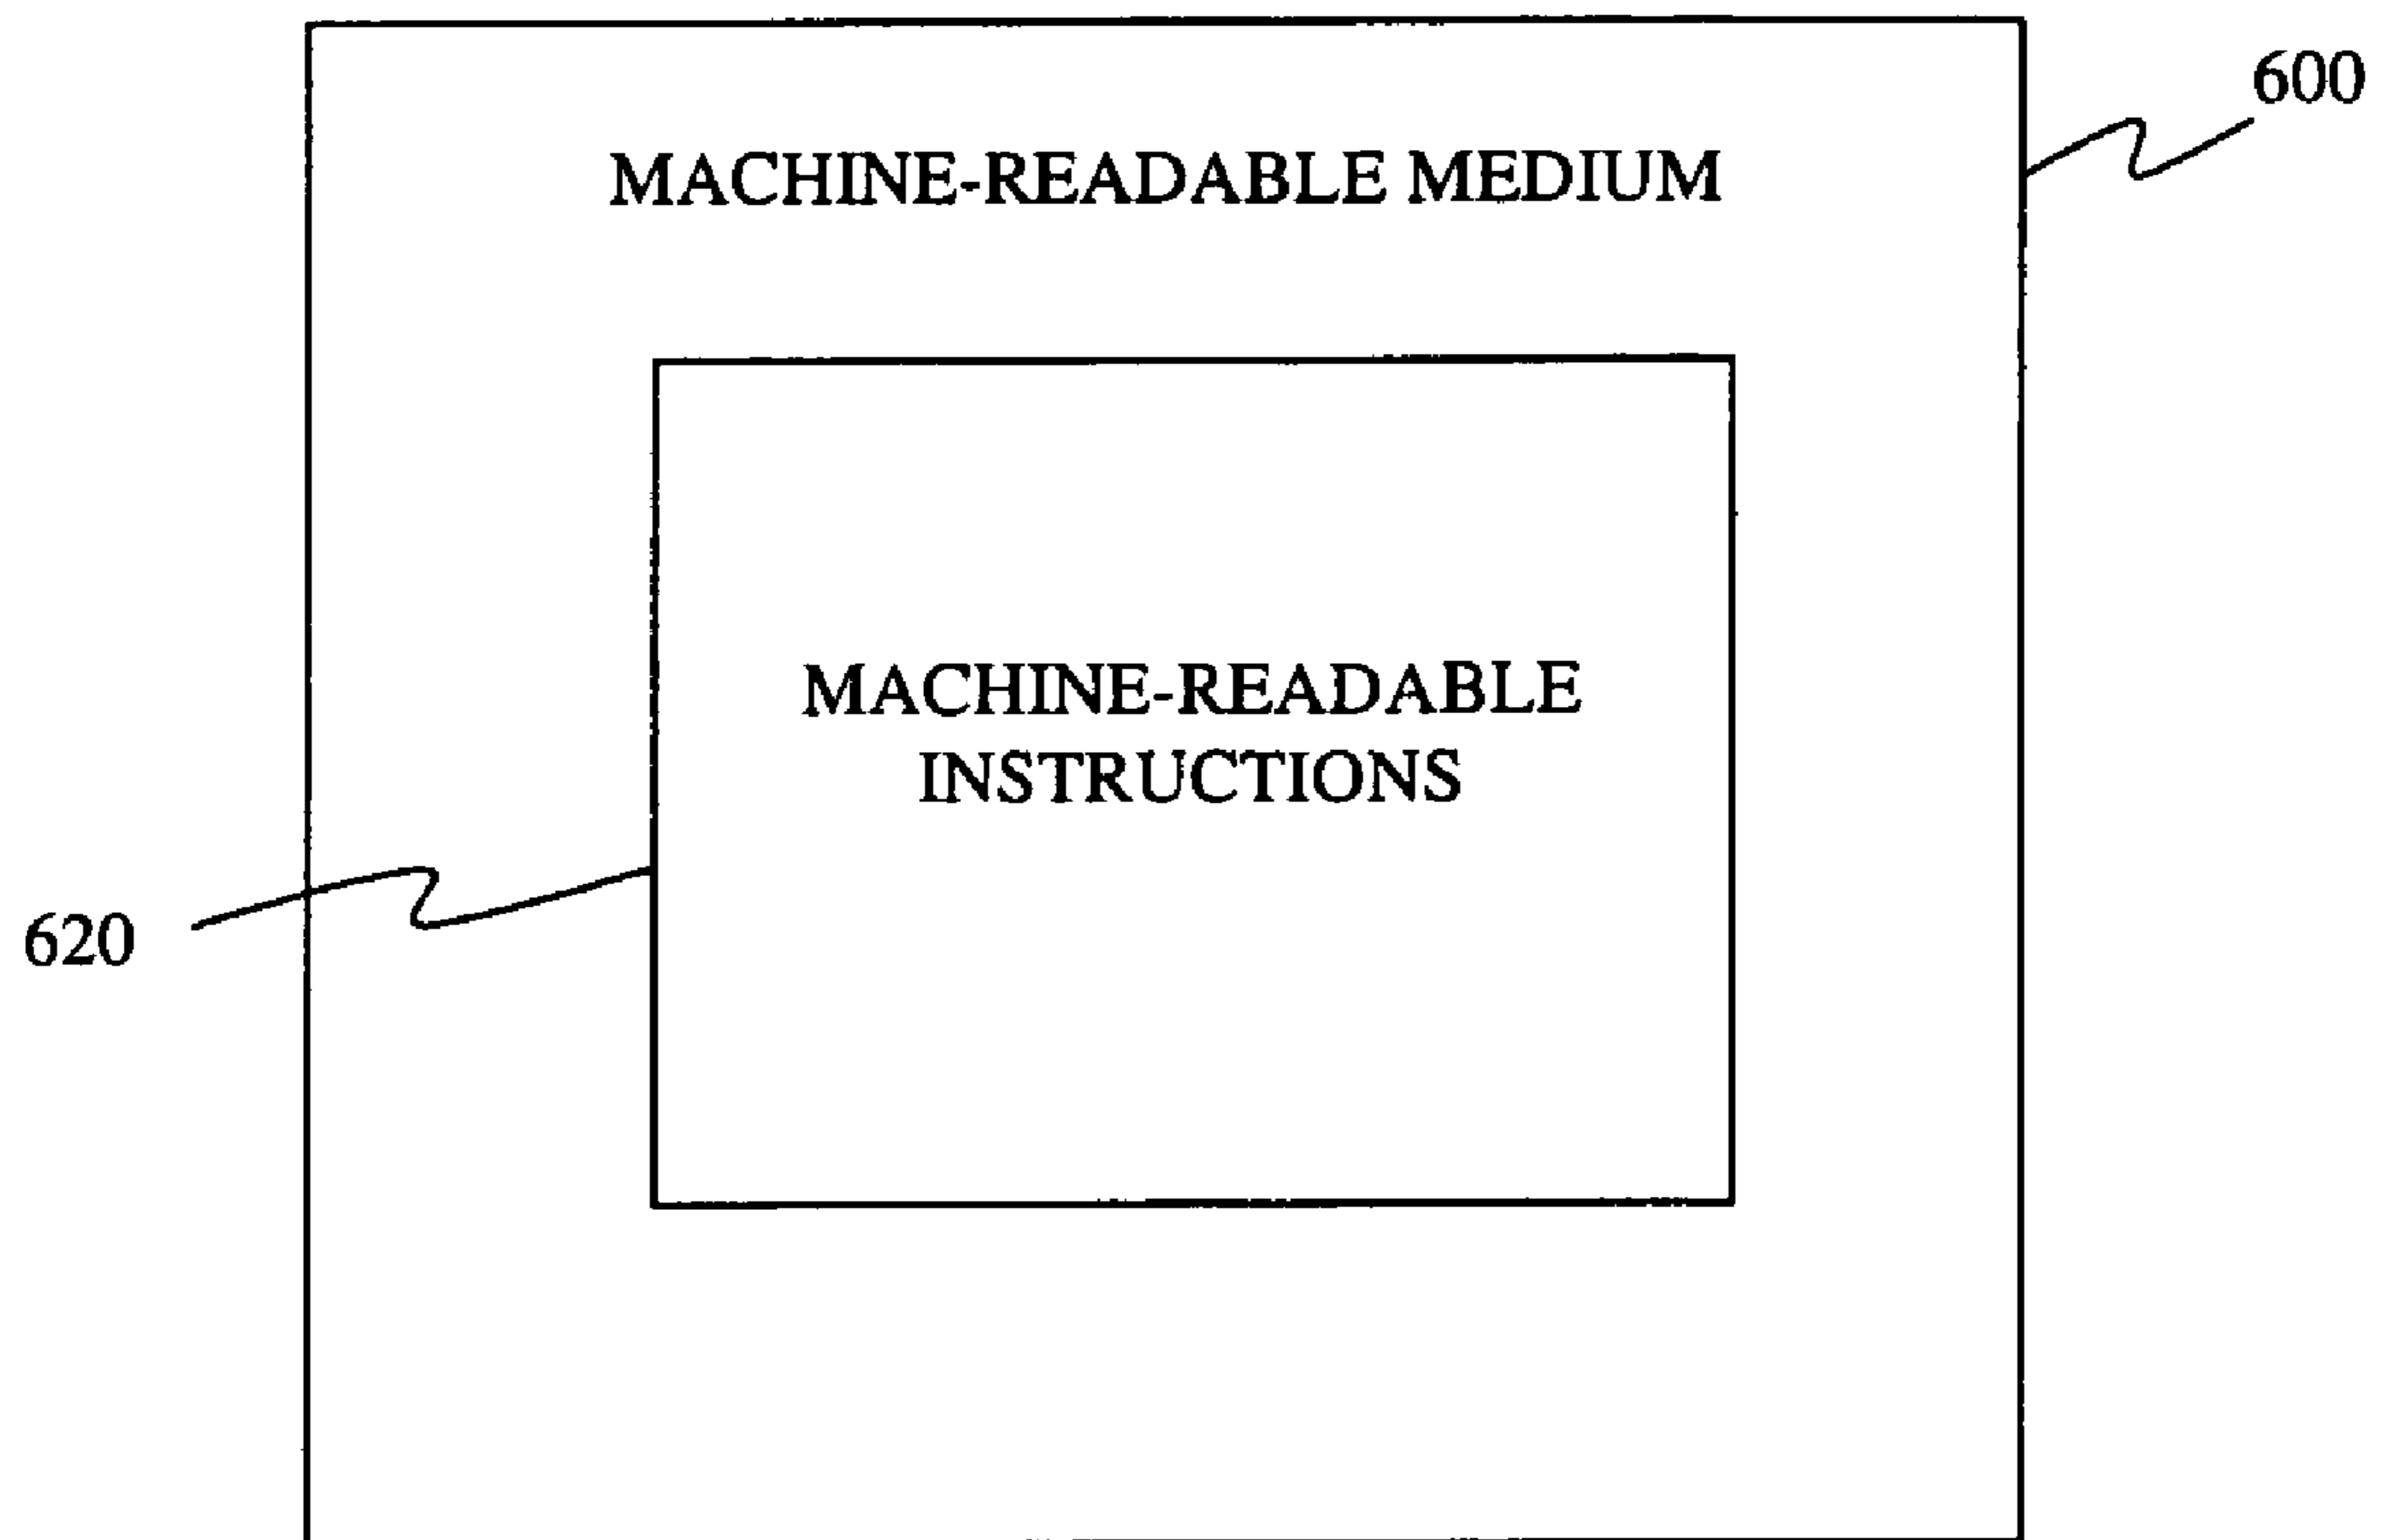 600
MACHINE-READABLE MEDIUM
MACHINE-READABLE
INSTRUCTIONS
620